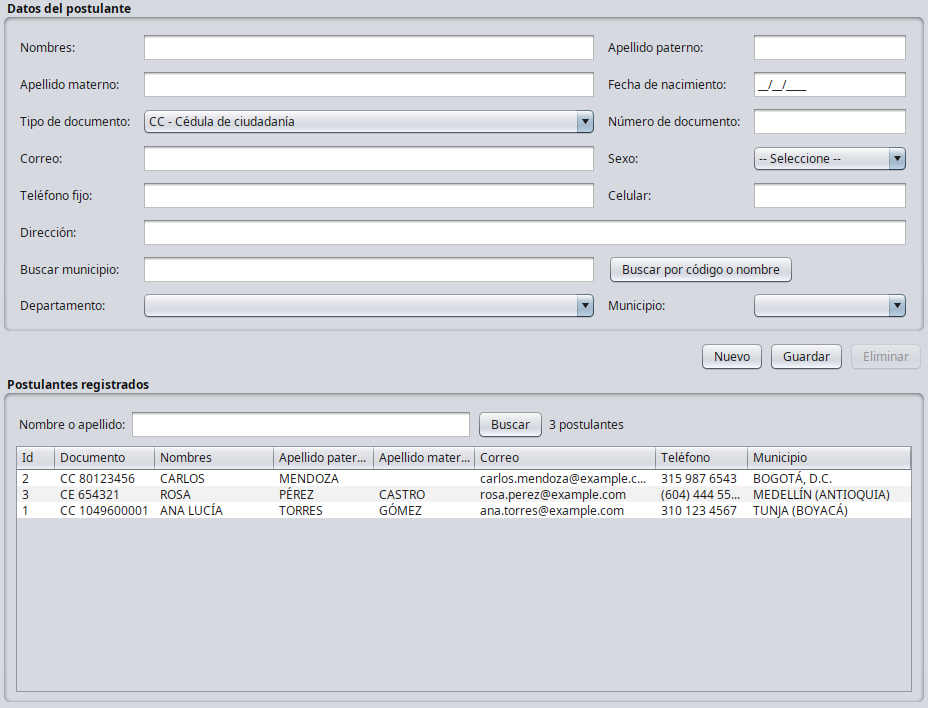 Datos del postulante
Nombres: Apellido paterno:
Apellido materno: Fecha de nacimiento: __/__/____
Tipo de documento: CC - Cédula de ciudadanía Número de documento:
Correo: Sexo: -- Seleccione --
Teléfono fijo: Celular:
Dirección:
Buscar municipio: Buscar por código o nombre
Departamento: Municipio:
Nuevo Guardar Eliminar
Postulantes registrados
Nombre o apellido: Buscar 3 postulantes
Id Documento Nombres Apellido pater... Apellido mater... Correo Teléfono Municipio
2 CC 80123456 CARLOS MENDOZA carlos.mendoza@example.c... 315 987 6543 BOGOTÁ, D.C.
3 CE 654321 ROSA PÉREZ CASTRO rosa.perez@example.com (604) 444 55... MEDELLÍN (ANTIOQUIA)
1 CC 1049600001 ANA LUCÍA TORRES GÓMEZ ana.torres@example.com 310 123 4567 TUNJA (BOYACÁ)